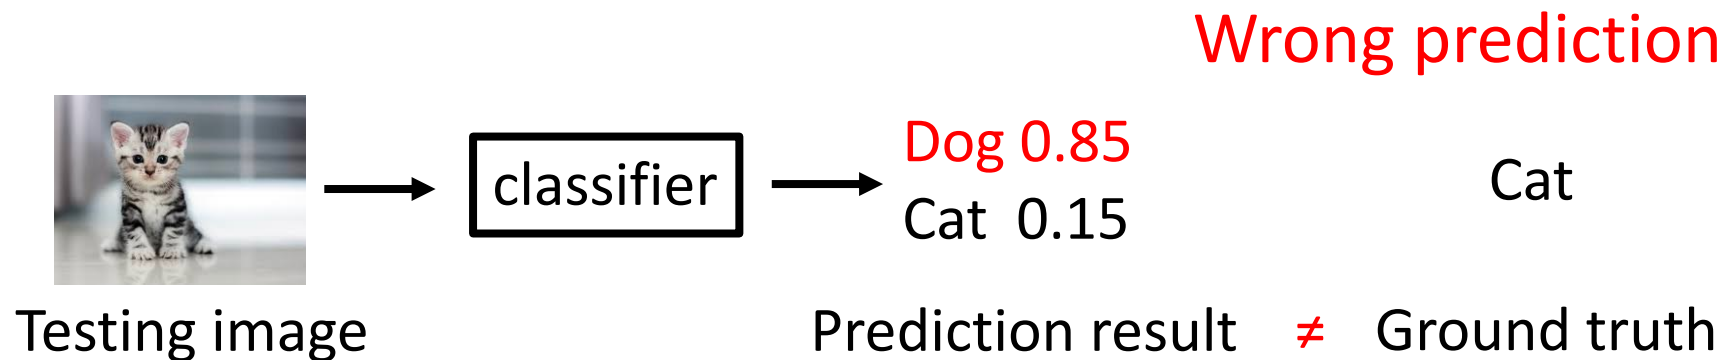 Wrong prediction
classifier
Dog 0.85
Cat 0.15
Cat
Testing image
Prediction result ≠ Ground truth